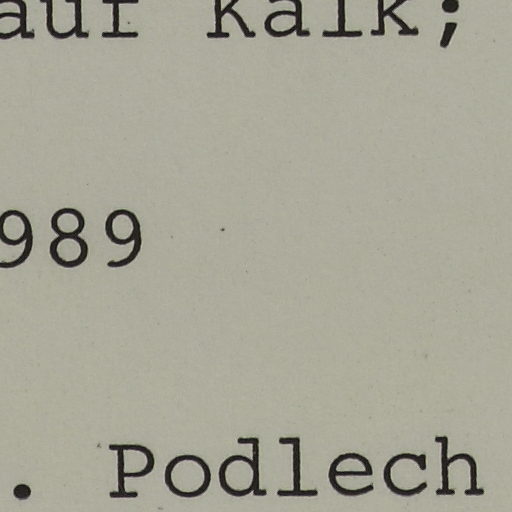 auf Kalk;
989
. Podlech